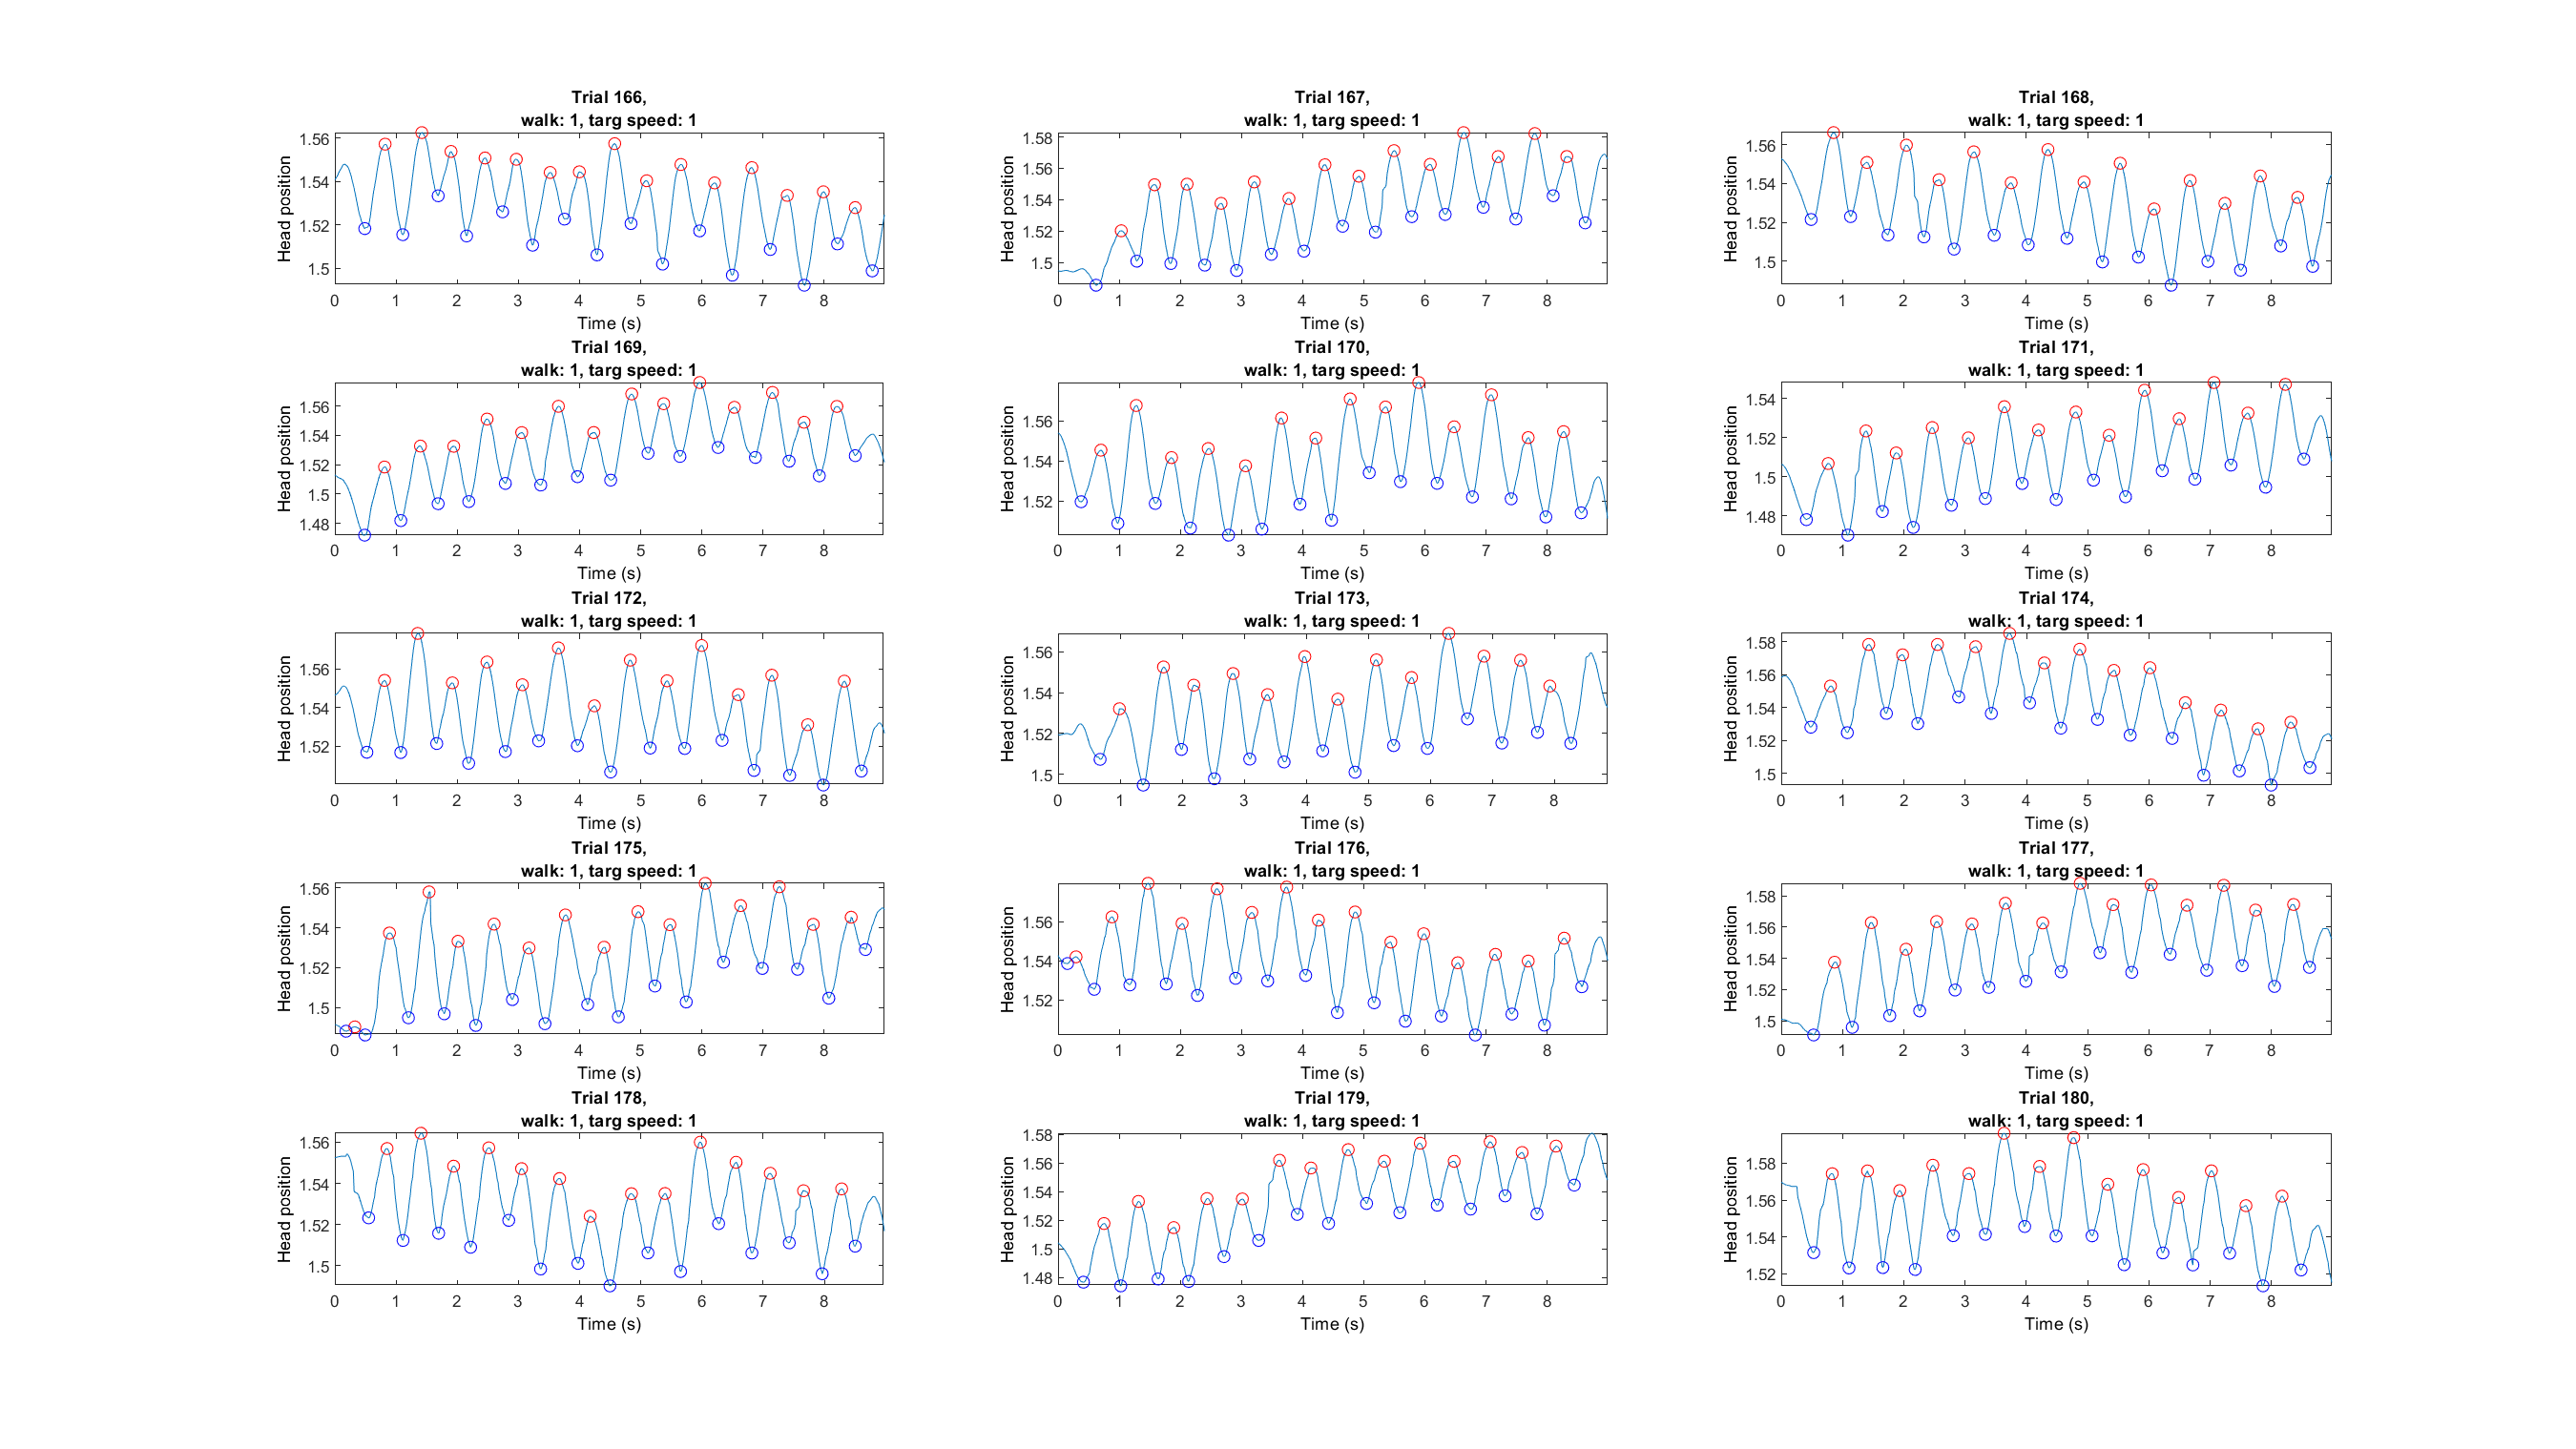 Trial 166,
walk: 1, targ speed: 1
Head position
1.56
1.54
1.52
1.5
0 1 2 3 4 5 6 7 8
Time (s)
Trial 167,
walk: 1, targ speed: 1
Head position
1.58
1.56
1.54
1.52
1.5
0 1 2 3 4 5 6 7 8
Time (s)
Trial 168,
walk: 1, targ speed: 1
Head position
1.56
1.54
1.52
1.5
0 1 2 3 4 5 6 7 8
Time (s)
Trial 169,
walk: 1, targ speed: 1
Head position
1.56
1.54
1.52
1.5
1.48
0 1 2 3 4 5 6 7 8
Time (s)
Trial 170,
walk: 1, targ speed: 1
Head position
1.56
1.54
1.52
0 1 2 3 4 5 6 7 8
Time (s)
Trial 171,
walk: 1, targ speed: 1
Head position
1.54
1.52
1.5
1.48
0 1 2 3 4 5 6 7 8
Time (s)
Trial 172,
walk: 1, targ speed: 1
Head position
1.56
1.54
1.52
0 1 2 3 4 5 6 7 8
Time (s)
Trial 173,
walk: 1, targ speed: 1
Head position
1.56
1.54
1.52
1.5
0 1 2 3 4 5 6 7 8
Time (s)
Trial 174,
walk: 1, targ speed: 1
Head position
1.58
1.56
1.54
1.52
1.5
0 1 2 3 4 5 6 7 8
Time (s)
Trial 175,
walk: 1, targ speed: 1
Head position
1.56
1.54
1.52
1.5
0 1 2 3 4 5 6 7 8
Time (s)
Trial 176,
walk: 1, targ speed: 1
Head position
1.56
1.54
1.52
0 1 2 3 4 5 6 7 8
Time (s)
Trial 177,
walk: 1, targ speed: 1
Head position
1.58
1.56
1.54
1.52
1.5
0 1 2 3 4 5 6 7 8
Time (s)
Trial 178,
walk: 1, targ speed: 1
Head position
1.56
1.54
1.52
1.5
0 1 2 3 4 5 6 7 8
Time (s)
Trial 179,
walk: 1, targ speed: 1
Head position
1.58
1.56
1.54
1.52
1.5
1.48
0 1 2 3 4 5 6 7 8
Time (s)
Trial 180,
walk: 1, targ speed: 1
Head position
1.58
1.56
1.54
1.52
0 1 2 3 4 5 6 7 8
Time (s)